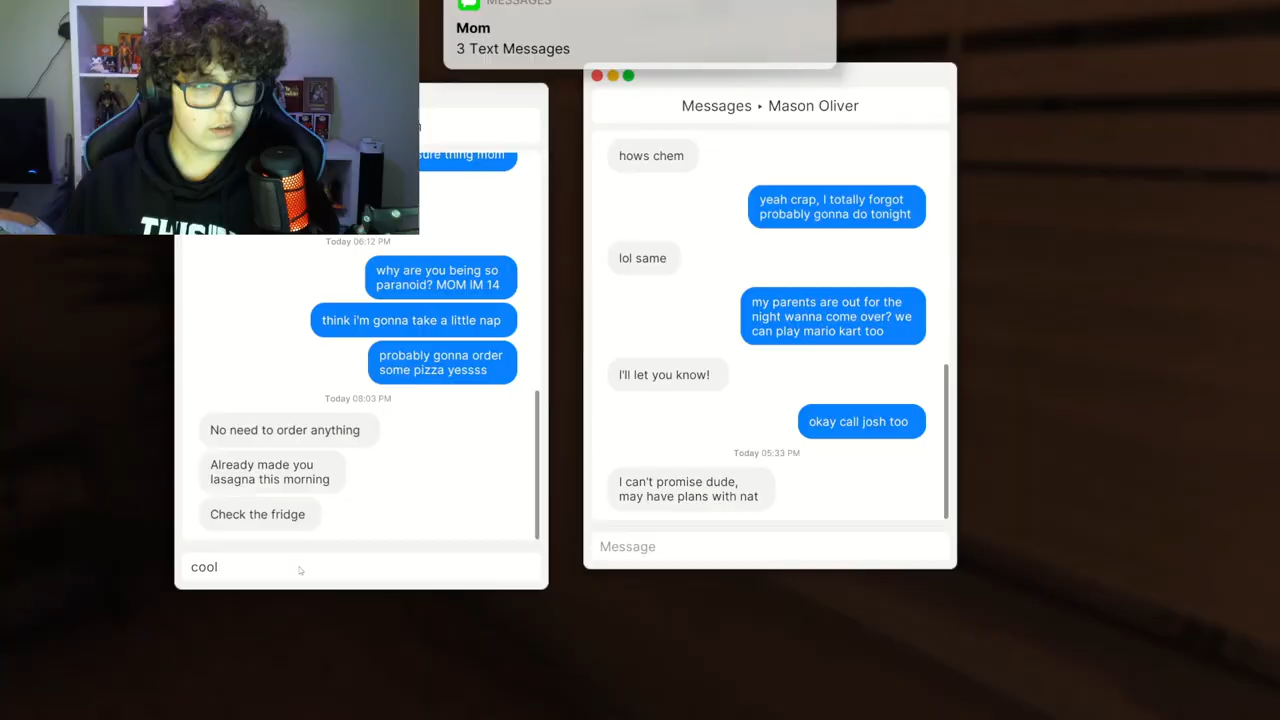 MESSAGES
Mom
3 Text Messages
sure thing mom
Today 06:12 PM
why are you being so
paranoid? MOM IM 14
think i'm gonna take a little nap
probably gonna order
some pizza yessss
Today 08:03 PM
No need to order anything
Already made you
lasagna this morning
Check the fridge
cool
Messages ‣ Mason Oliver
hows chem
yeah crap, I totally forgot
probably gonna do tonight
lol same
my parents are out for the
night wanna come over? we
can play mario kart too
I'll let you know!
okay call josh too
Today 05:33 PM
I can't promise dude,
may have plans with nat
Message